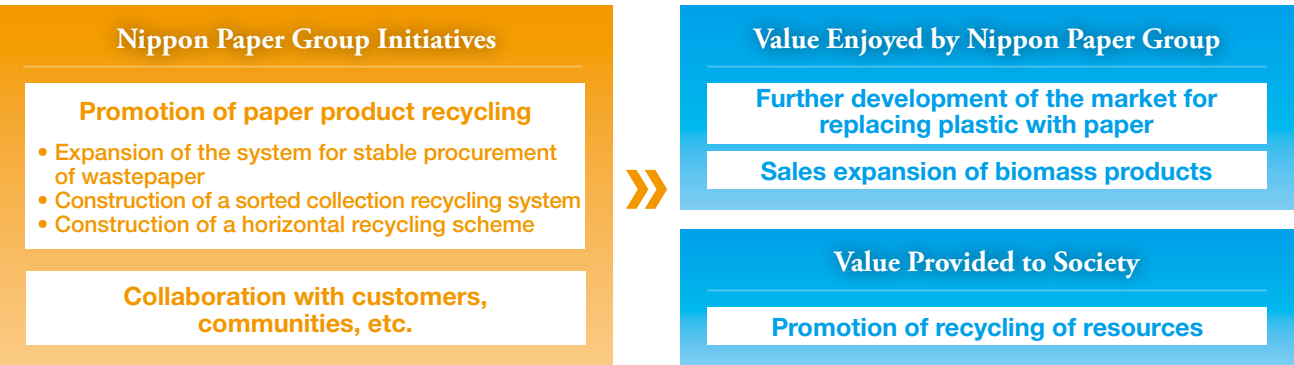 Nippon Paper Group Initiatives
Promotion of paper product recycling
• Expansion of the system for stable procurement
of wastepaper
• Construction of a sorted collection recycling system
• Construction of a horizontal recycling scheme
Collaboration with customers,
communities, etc.
Value Enjoyed by Nippon Paper Group
Further development of the market for
replacing plastic with paper
Sales expansion of biomass products
Value Provided to Society
Promotion of recycling of resources